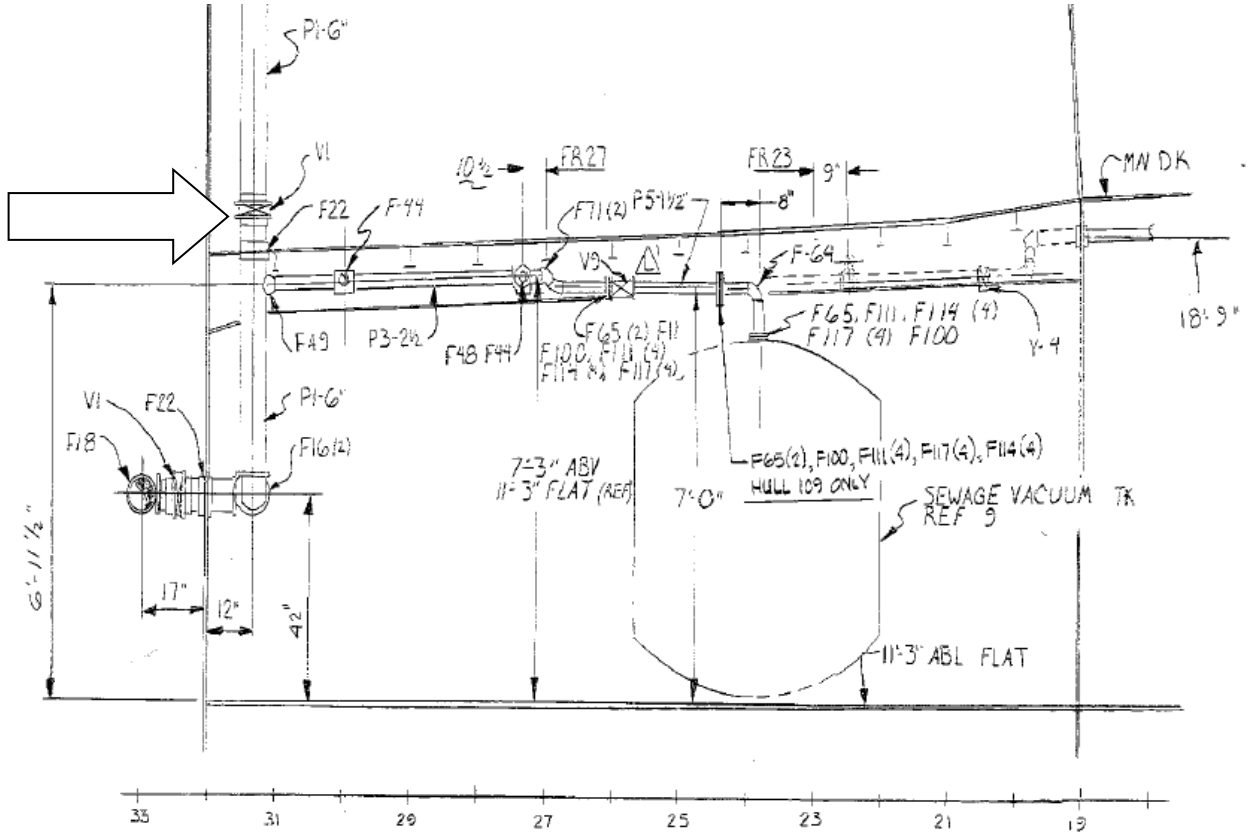 P1-6"
V1
10 ½
FR27
FR23
9"
MN DK
F22
F-44
F71(2)
P5-1½"
8"
V9
F-64
18'-9"
F49
P3-2½
F48 F44
F65(2) F11
F100, F111(4)
F117(4)
F65, F111, F114 (4)
F117 (4) F100
V-4
V1
F22
P1-6"
F18
F16(2)
7'-3" ABV
11'-3" FLAT (REF)
7'-0"
F65(2), F100, F111(4), F117(4), F114(4)
HULL 109 ONLY
SEWAGE VACUUM TK
REF 9
6'-11 ½"
17"
12"
42"
11'-3" ABL FLAT
33 31 29 27 25 23 21 19